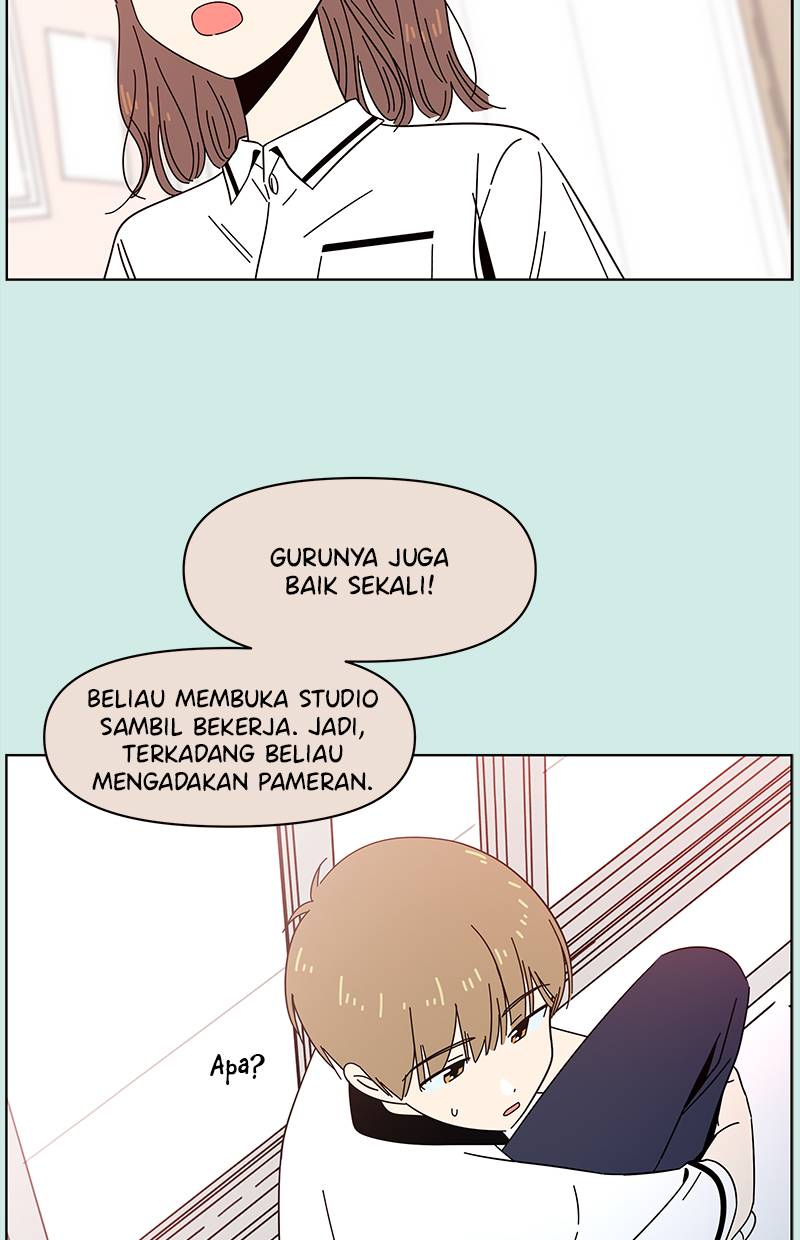 GURUNYA JUGA
BAIK SEKALI!
BELIAU MEMBUKA STUDIO
SAMBIL BEKERJA. JADI,
TERKADANG BELIAU
MENGADAKAN PAMERAN.
Apa?